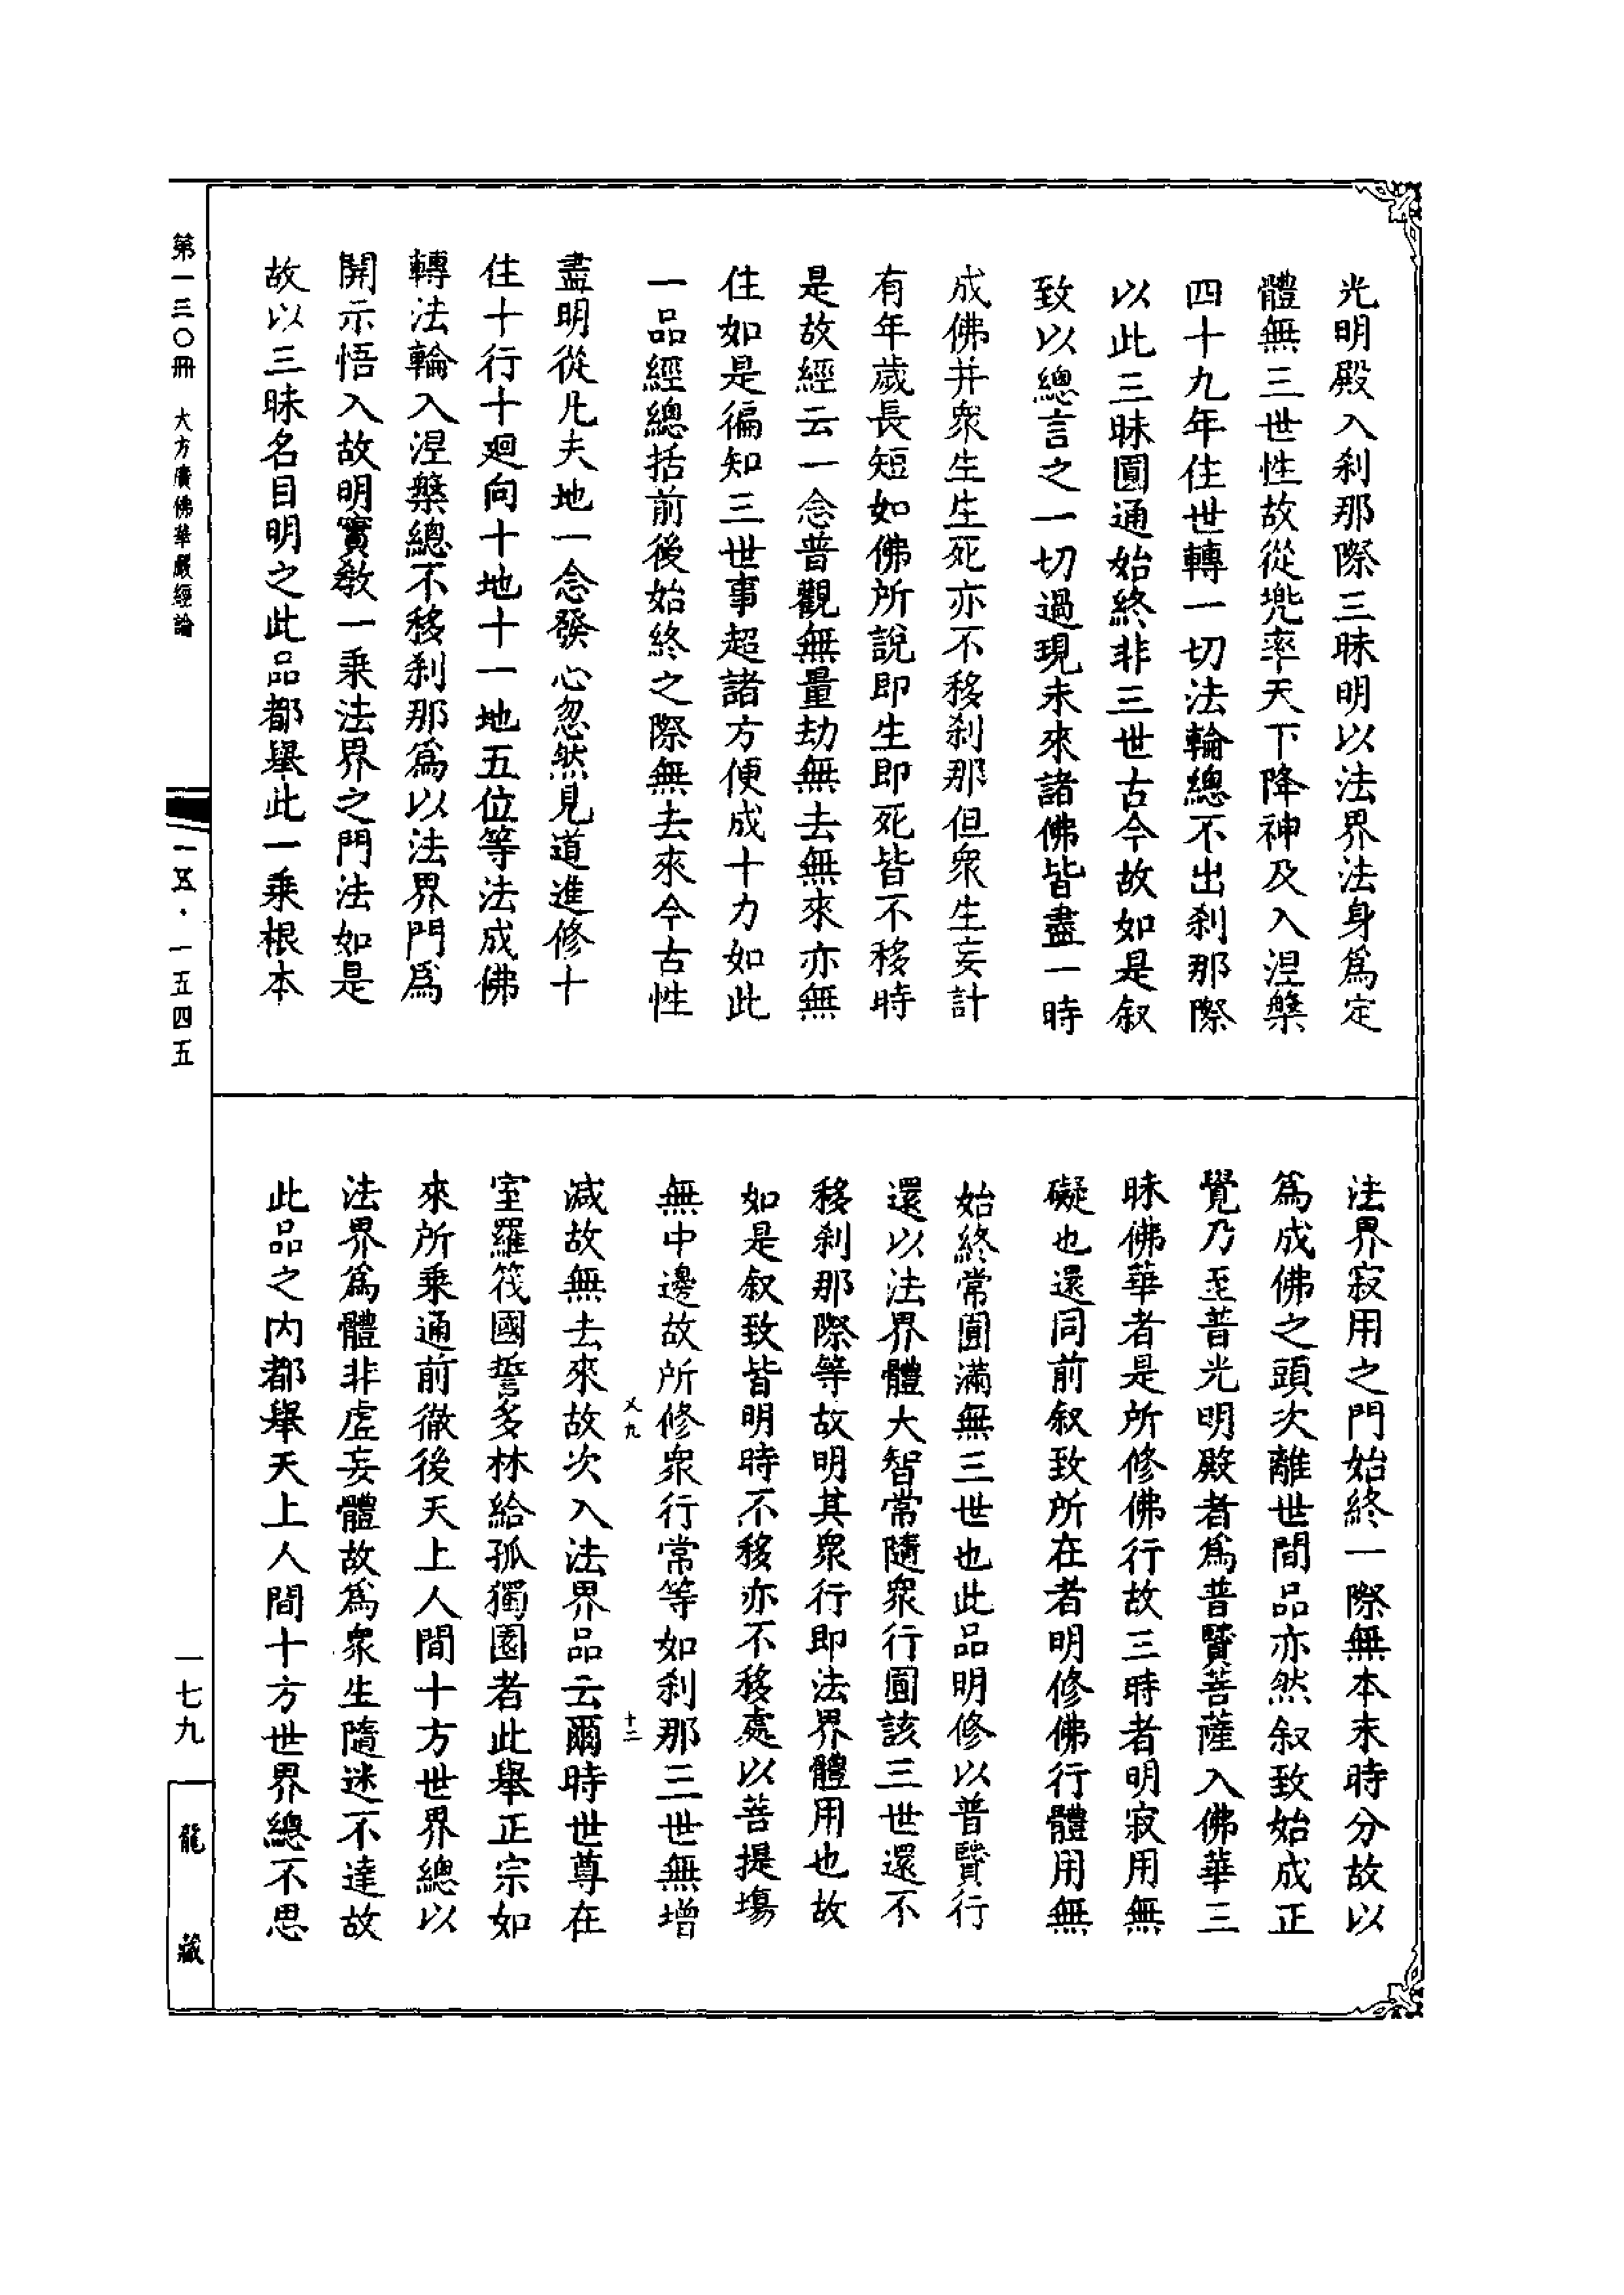 光明殿入刹那際三昧明以法界法身爲定
體無三世性故從兠率天下降神及入涅槃
四十九年住世轉一切法輪總不出刹那際
以此三昧圓通始終非三世古今故如是叙
致以總言之一切過現未來諸佛皆盡一時
成佛并衆生生死亦不移刹那但衆生妄計
有年歲長短如佛所說即生即死皆不移時
是故經云一念普觀無量劫無去無來亦無
住如是徧知三世事超諸方便成十力如此
一品經總括前後始終之際無去來今古性
盡明從凡夫地一念發心忽然見道進修十
住十行十廻向十地十一地五位等法成佛
轉法輪入涅槃總不移刹那爲以法界門爲
開示悟入故明實教一乘法界之門法如是
故以三昧名目明之此品都舉此一乘根本
法界寂用之門始終一際無本末時分故以
爲成佛之頭次離世間品亦然叙致始成正
覺乃至普光明殿者爲普賢菩薩入佛華三
昧佛華者是所修佛行故三時者明寂用無
礙也還同前叙致所在者明修佛行體用無
始終常圓滿無三世也此品明修以普賢行
還以法界體大智常隨衆行圓該三世還不
移刹那際等故明其衆行即法界體用也故
如是叙致皆明時不移亦不移處以菩提場
無中邊故所修衆行常等如刹那三世無增
乂九
十二
減故無去來故次入法界品云爾時世尊在
室羅筏國誓多林給孤獨園者此舉正宗如
來所乘通前徹後天上人間十方世界總以
法界爲體非虛妄體故爲衆生隨迷不達故
此品之内都舉天上人間十方世界總不思
第一三〇冊 大方廣佛華嚴經論
一五·一五四五
一七九
龍藏